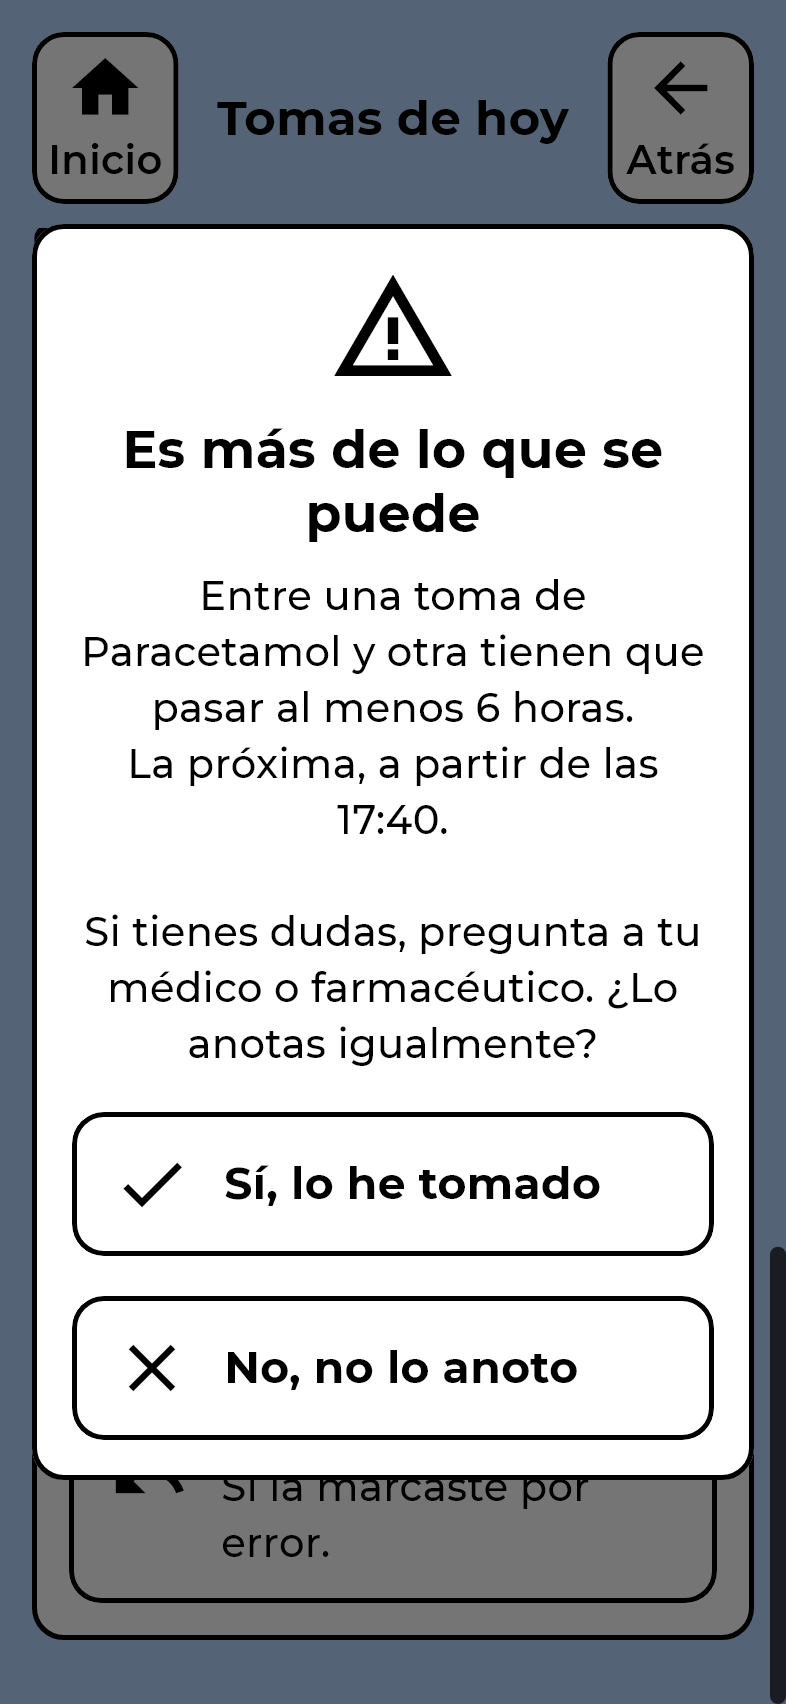 Inicio
Tomas de hoy
Atrás
Es más de lo que se
puede
Entre una toma de
Paracetamol y otra tienen que
pasar al menos 6 horas.
La próxima, a partir de las
17:40.
Si tienes dudas, pregunta a tu
médico o farmacéutico. ¿Lo
anotas igualmente?
Sí, lo he tomado
No, no lo anoto
Si la marcaste por
error.